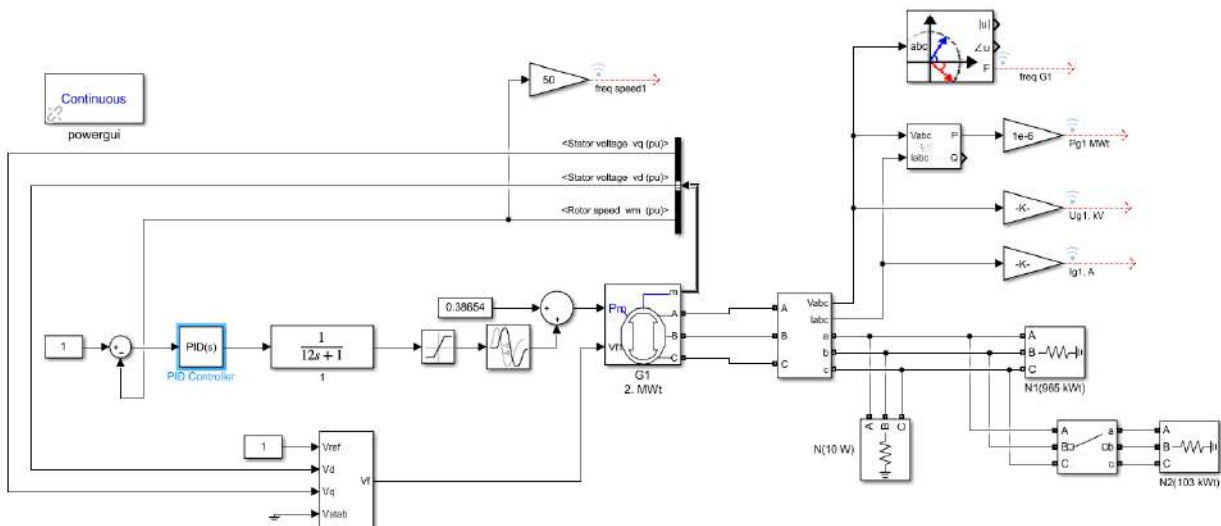 Continuous
powergui
50
freq speed1
abc
|u|
∠u
F
freq G1
Vabc
Iabc
P
Q
1e-6
Pg1 MWt
-K-
Ug1, kV
-K-
Ig1, A
<Stator voltage vq (pu)>
<Stator voltage vd (pu)>
<Rotor speed wm (pu)>
0.38654
+
+
Pm
m
A
B
C
G1
2. MWt
A
B
C
Vabc
Iabc
a
b
c
A
B
C
N1(965 kWt)
1
+
-
PID(s)
PID Controller
1
12s + 1
1
A
B
C
N(10 W)
A
B
C
a
b
c
A
B
C
N2(103 kWt)
1
Vref
Vd
Vq
Vstab
Vf